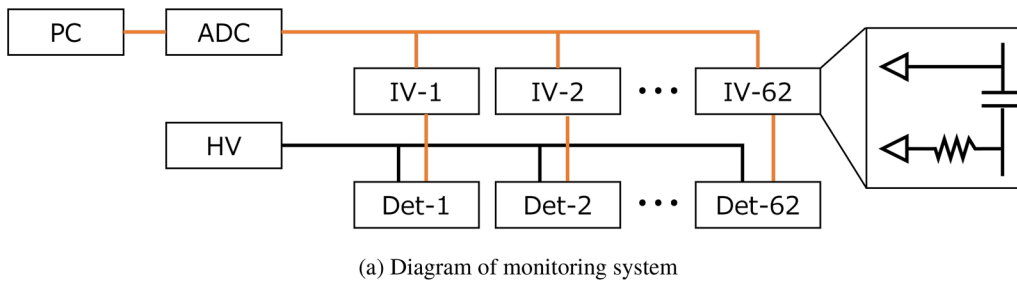 PC ADC
IV-1 IV-2 ••• IV-62
HV
Det-1 Det-2 ••• Det-62
(a) Diagram of monitoring system